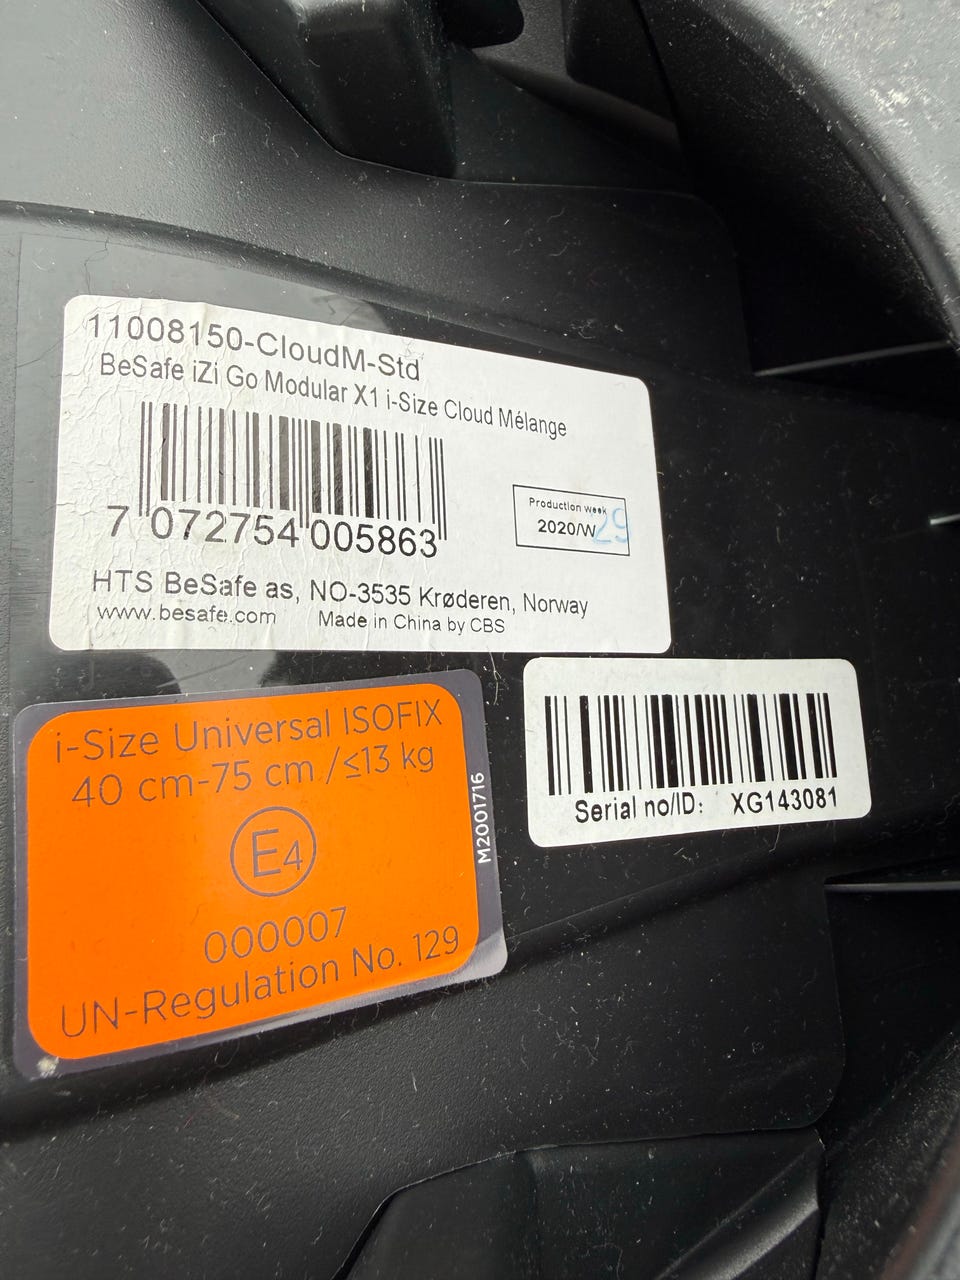 11008150-CloudM-Std
BeSafe iZi Go Modular X1 i-Size Cloud Mélange
7 072754 005863
Production week
2020/W29
HTS BeSafe as, NO-3535 Krøderen, Norway
www.besafe.com Made in China by CBS
Serial no/ID: XG143081
i-Size Universal ISOFIX
40 cm-75 cm /≤13 kg
E4
000007
UN-Regulation No. 129
M2001716